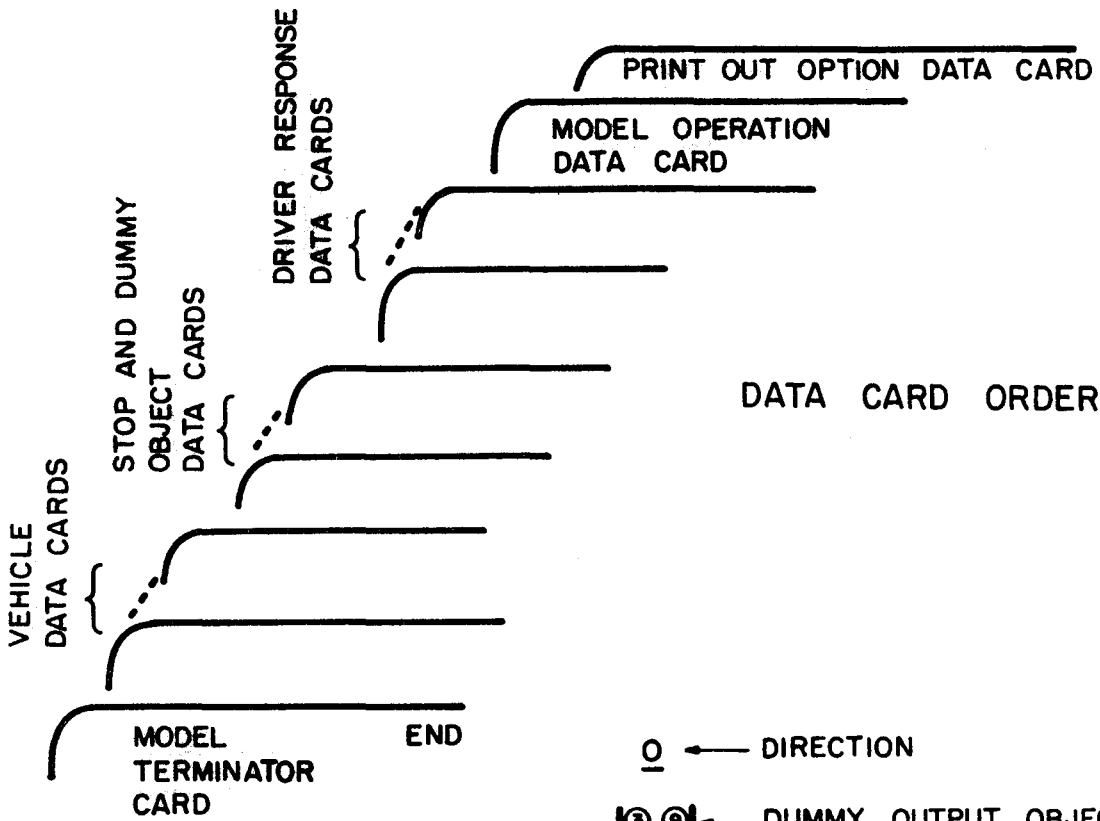 PRINT OUT OPTION DATA CARD
MODEL OPERATION
DATA CARD
DRIVER RESPONSE
DATA CARDS
STOP AND DUMMY
OBJECT
DATA CARDS
DATA CARD ORDER
VEHICLE
DATA CARDS
MODEL END
TERMINATOR
CARD
O DIRECTION
DUMMY OUTPUT OBJEC